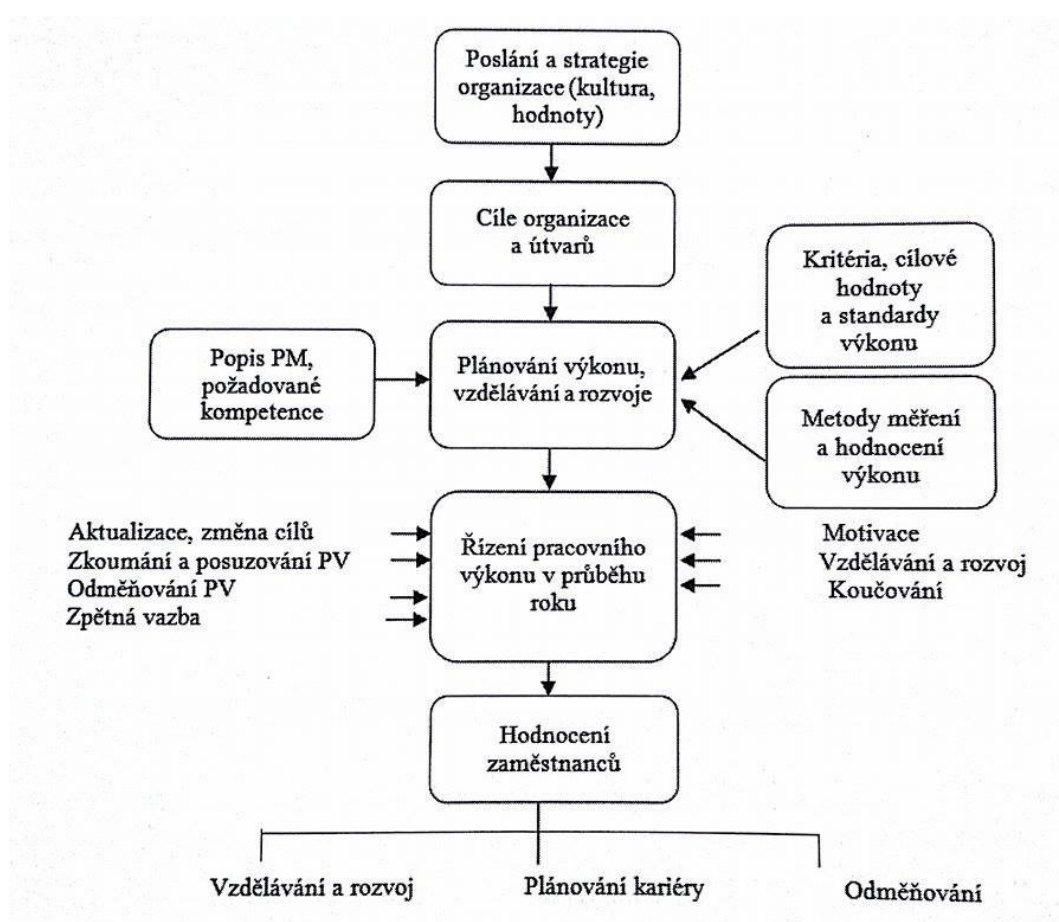 Poslání a strategie
organizace (kultura,
hodnoty)
Cíle organizace
a útvarů
Kritéria, cílové
hodnoty
a standardy
výkonu
Popis PM,
požadované
kompetence
Plánování výkonu,
vzdělávání a rozvoje
Metody měření
a hodnocení
výkonu
Aktualizace, změna cílů
Zkoumání a posuzování PV
Odměňování PV
Zpětná vazba
Řízení pracovního
výkonu v průběhu
roku
Motivace
Vzdělávání a rozvoj
Koučování
Hodnocení
zaměstnanců
Vzdělávání a rozvoj
Plánování kariéry
Odměňování